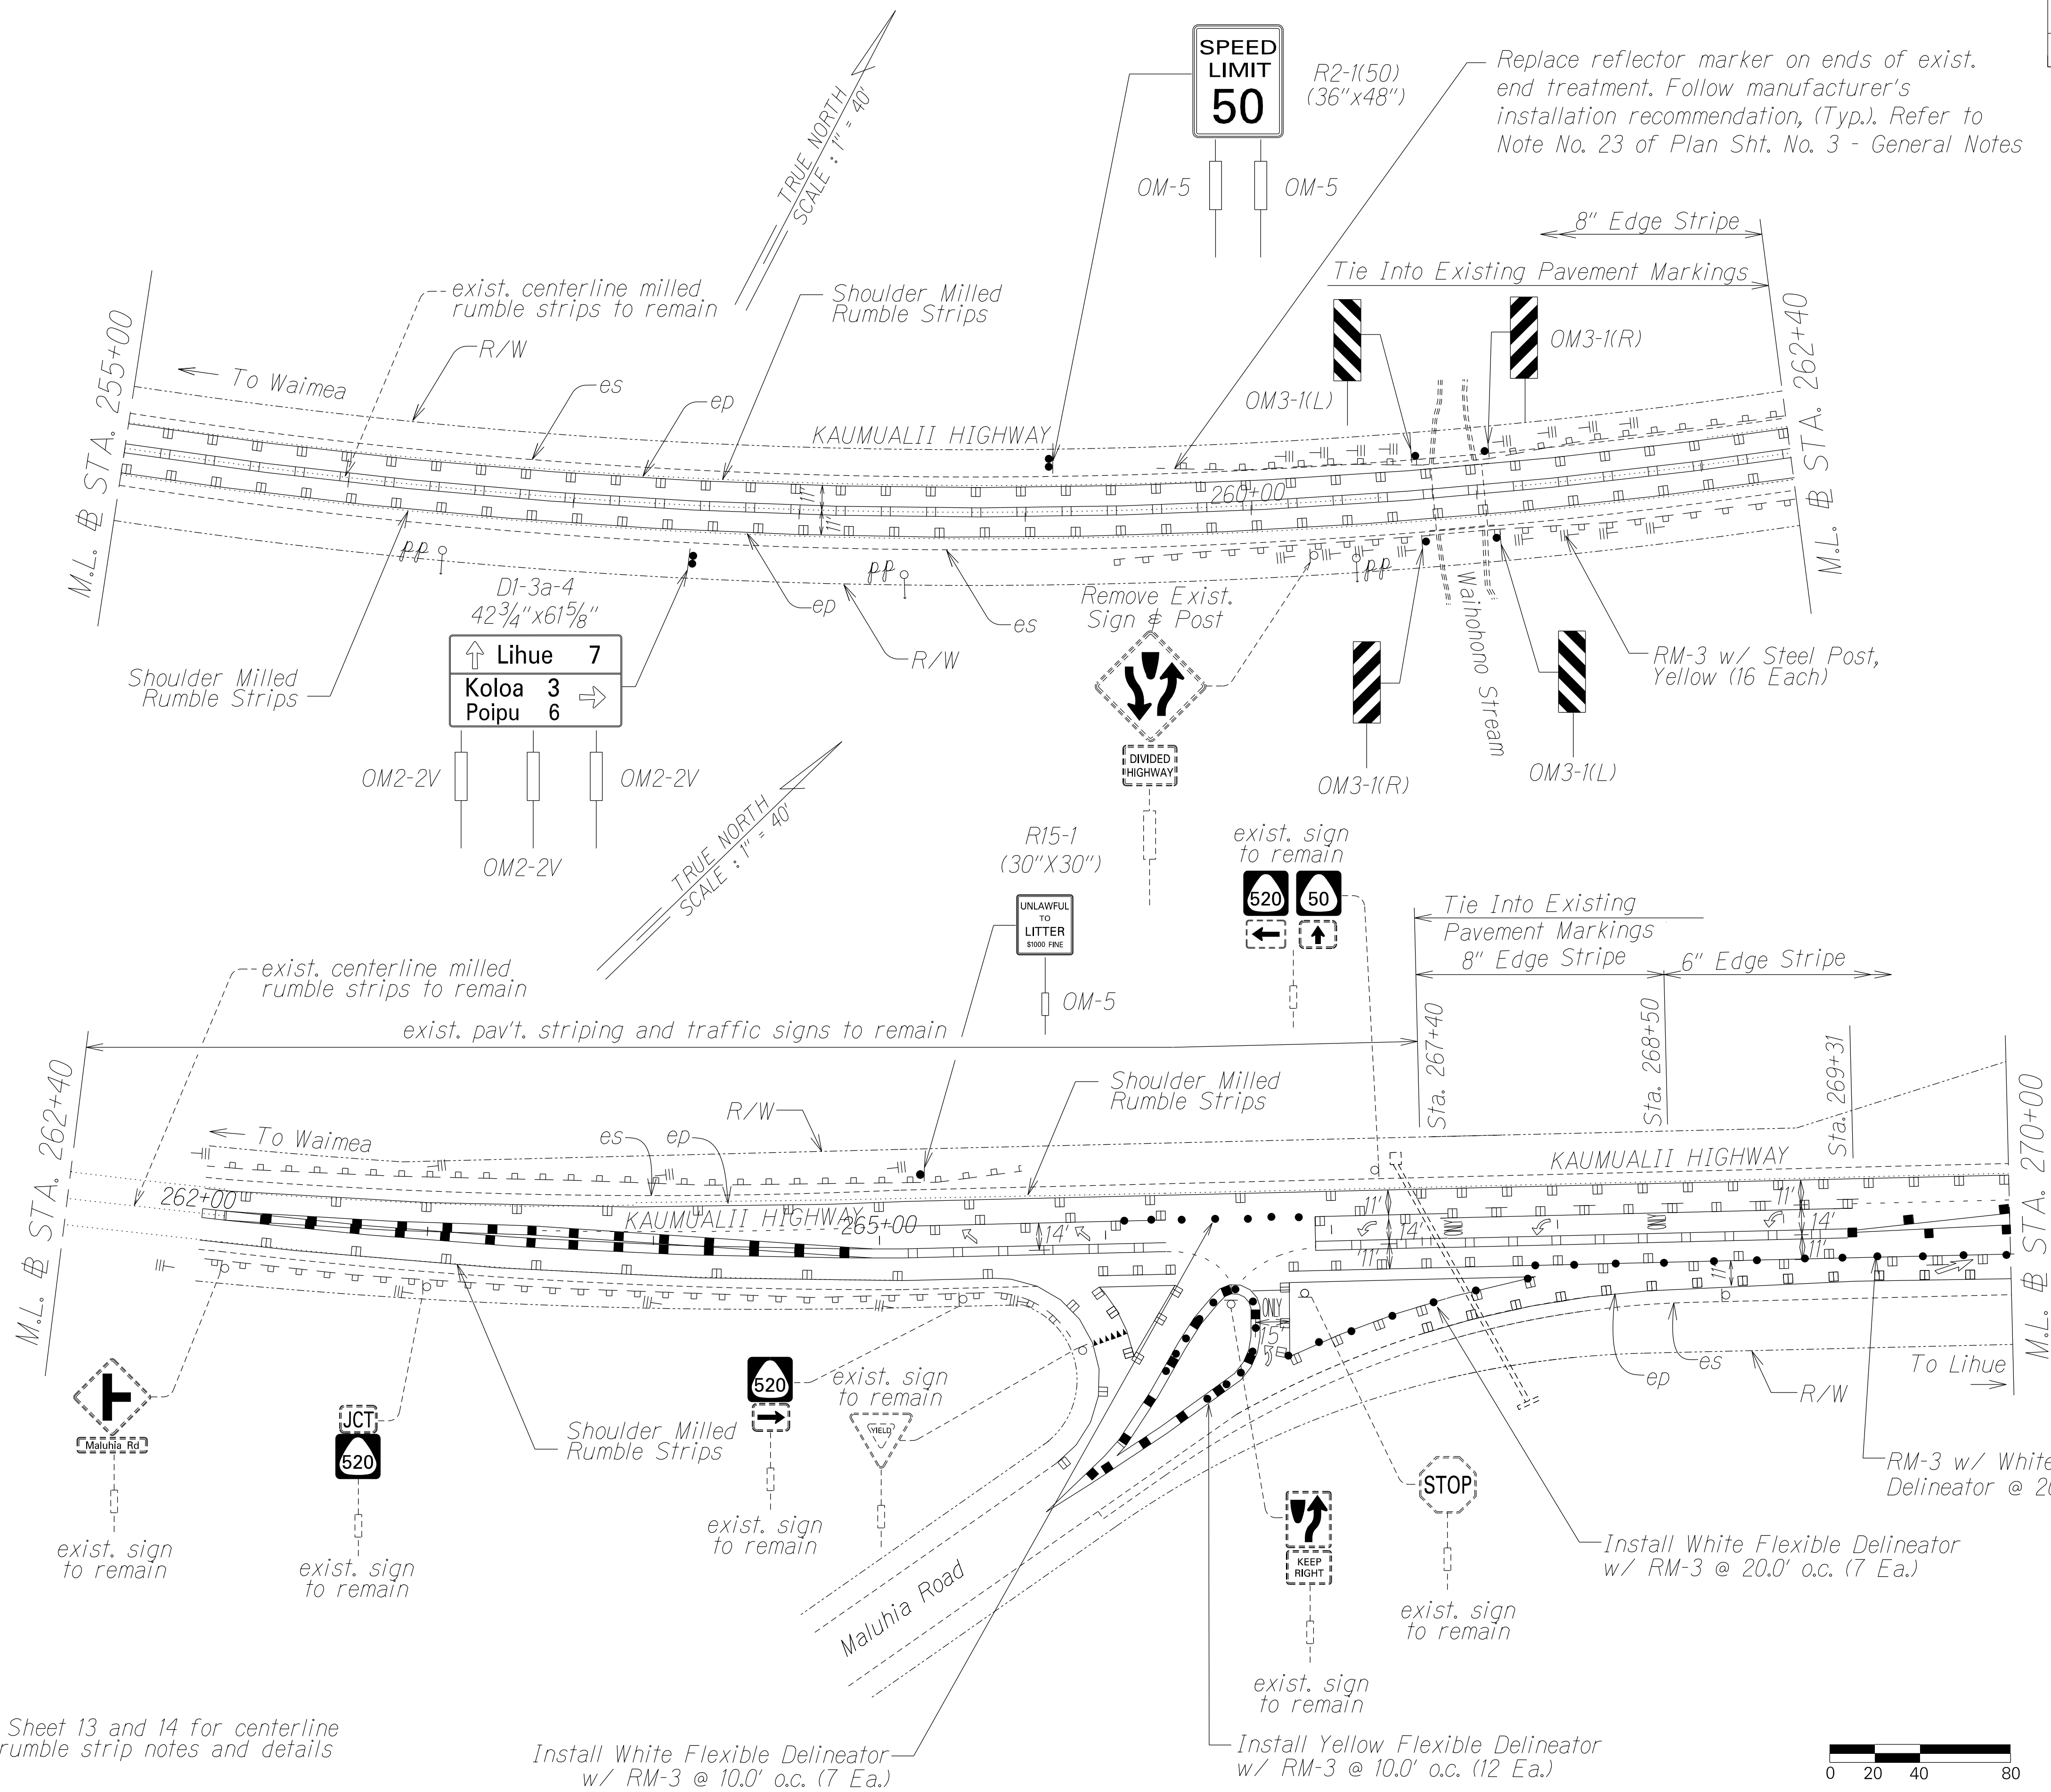 SPEED
LIMIT
50
R2-1(50)
(36"x48")
OM-5
OM-5
Replace reflector marker on ends of exist.
end treatment. Follow manufacturer's
installation recommendation, (Typ.). Refer to
Note No. 23 of Plan Sht. No. 3 - General Notes
TRUE NORTH
SCALE : 1" = 40'
8" Edge Stripe
Tie Into Existing Pavement Markings
exist. centerline milled
rumble strips to remain
Shoulder Milled
Rumble Strips
R/W
To Waimea
es
ep
KAUMUALII HIGHWAY
OM3-1(L)
OM3-1(R)
M.L. B STA. 255+00
M.L. B STA. 262+40
11'
11'
260+00
pp
pp
pp
D1-3a-4
42 3/4"x61 5/8"
Lihue 7
Koloa 3
Poipu 6
OM2-2V
OM2-2V
OM2-2V
Shoulder Milled
Rumble Strips
ep
R/W
es
Remove Exist.
Sign & Post
DIVIDED
HIGHWAY
Waihohono Stream
OM3-1(R)
OM3-1(L)
RM-3 w/ Steel Post,
Yellow (16 Each)
TRUE NORTH
SCALE : 1" = 40'
R15-1
(30"X30")
UNLAWFUL
TO
LITTER
$1000 FINE
OM-5
exist. sign
to remain
520
50
Tie Into Existing
Pavement Markings
8" Edge Stripe
6" Edge Stripe
exist. centerline milled
rumble strips to remain
exist. pav't. striping and traffic signs to remain
M.L. B STA. 262+40
Sta. 267+40
Sta. 268+50
Sta. 269+31
M.L. B STA. 270+00
Shoulder Milled
Rumble Strips
R/W
To Waimea
es
ep
KAUMUALII HIGHWAY
262+00
KAUMUALII HIGHWAY
265+00
14'
11'
14'
11'
11'
14'
11'
11'
ONLY
15'
ep
es
R/W
To Lihue
Maluhia Rd
exist. sign
to remain
JCT
520
exist. sign
to remain
Shoulder Milled
Rumble Strips
520
exist. sign
to remain
exist. sign
to remain
YIELD
Maluhia Road
KEEP
RIGHT
exist. sign
to remain
STOP
exist. sign
to remain
RM-3 w/ White
Delineator @ 20
Install White Flexible Delineator
w/ RM-3 @ 20.0' o.c. (7 Ea.)
Sheet 13 and 14 for centerline
rumble strip notes and details
Install White Flexible Delineator
w/ RM-3 @ 10.0' o.c. (7 Ea.)
Install Yellow Flexible Delineator
w/ RM-3 @ 10.0' o.c. (12 Ea.)
0 20 40 80